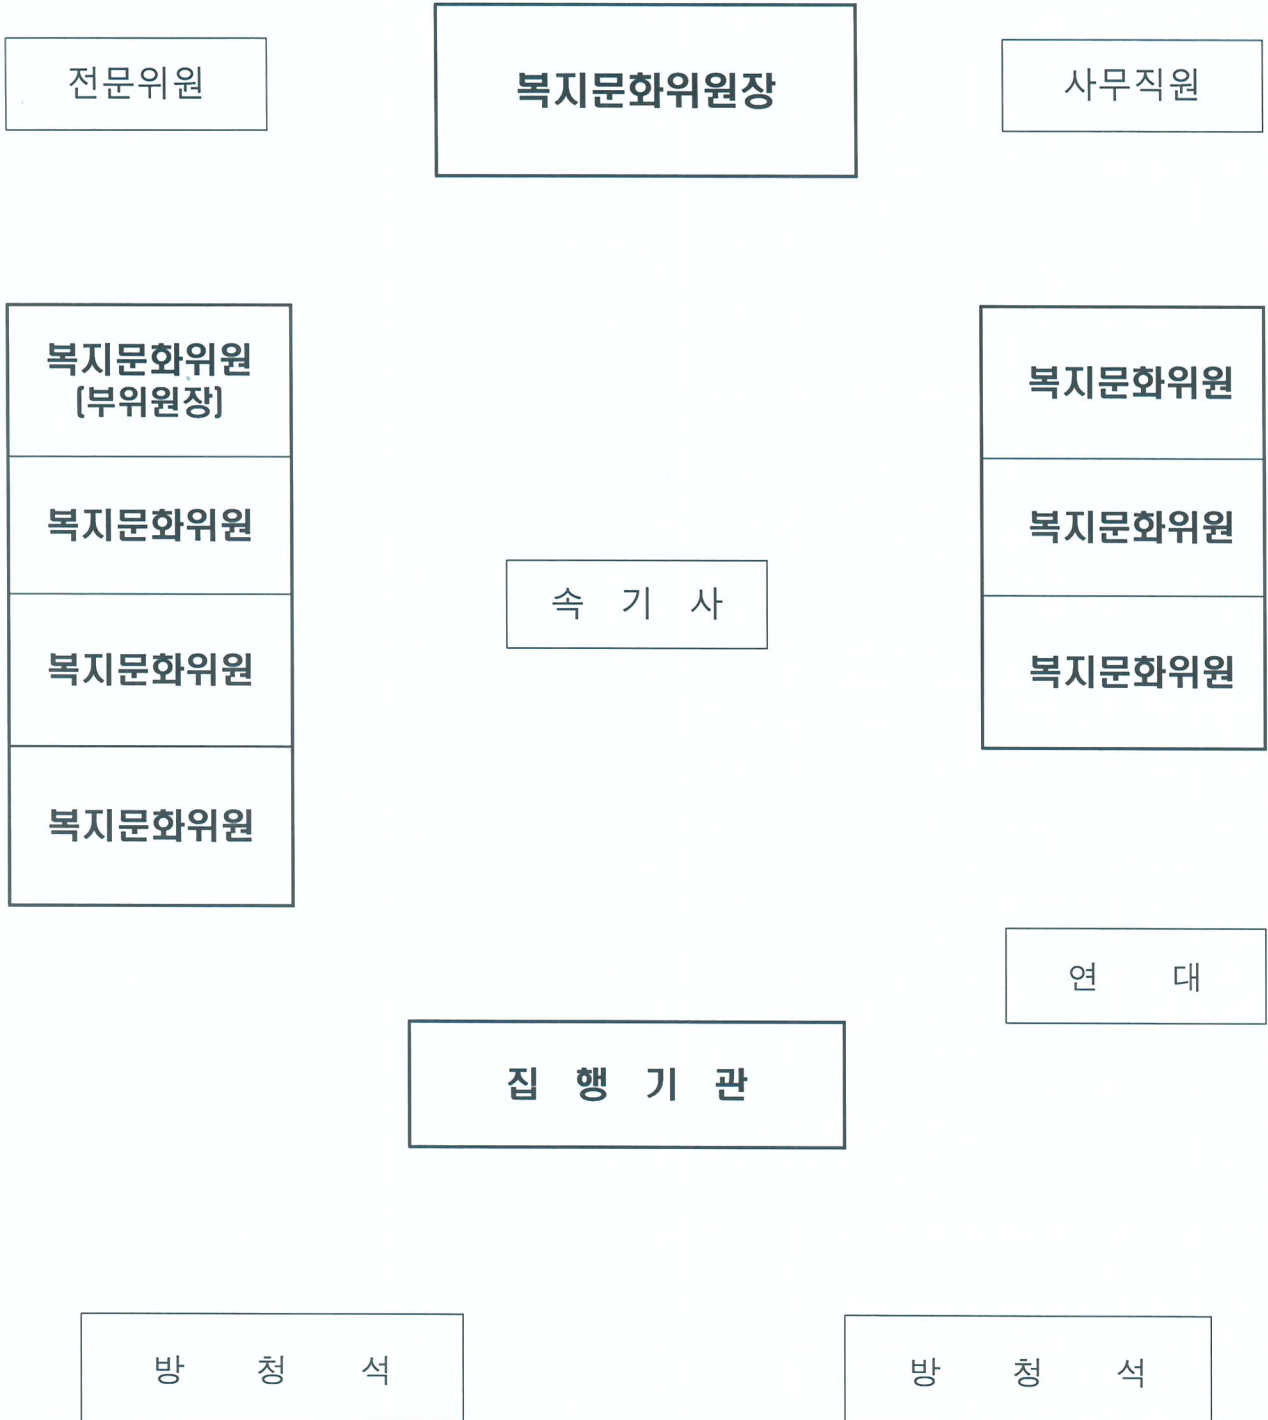 전문위원
복지문화위원장
사무직원
복지문화위원
(부위원장)
복지문화위원
복지문화위원
복지문화위원
복지문화위원
복지문화위원
복지문화위원
속 기 사
연 대
집 행 기 관
방 청 석
방 청 석